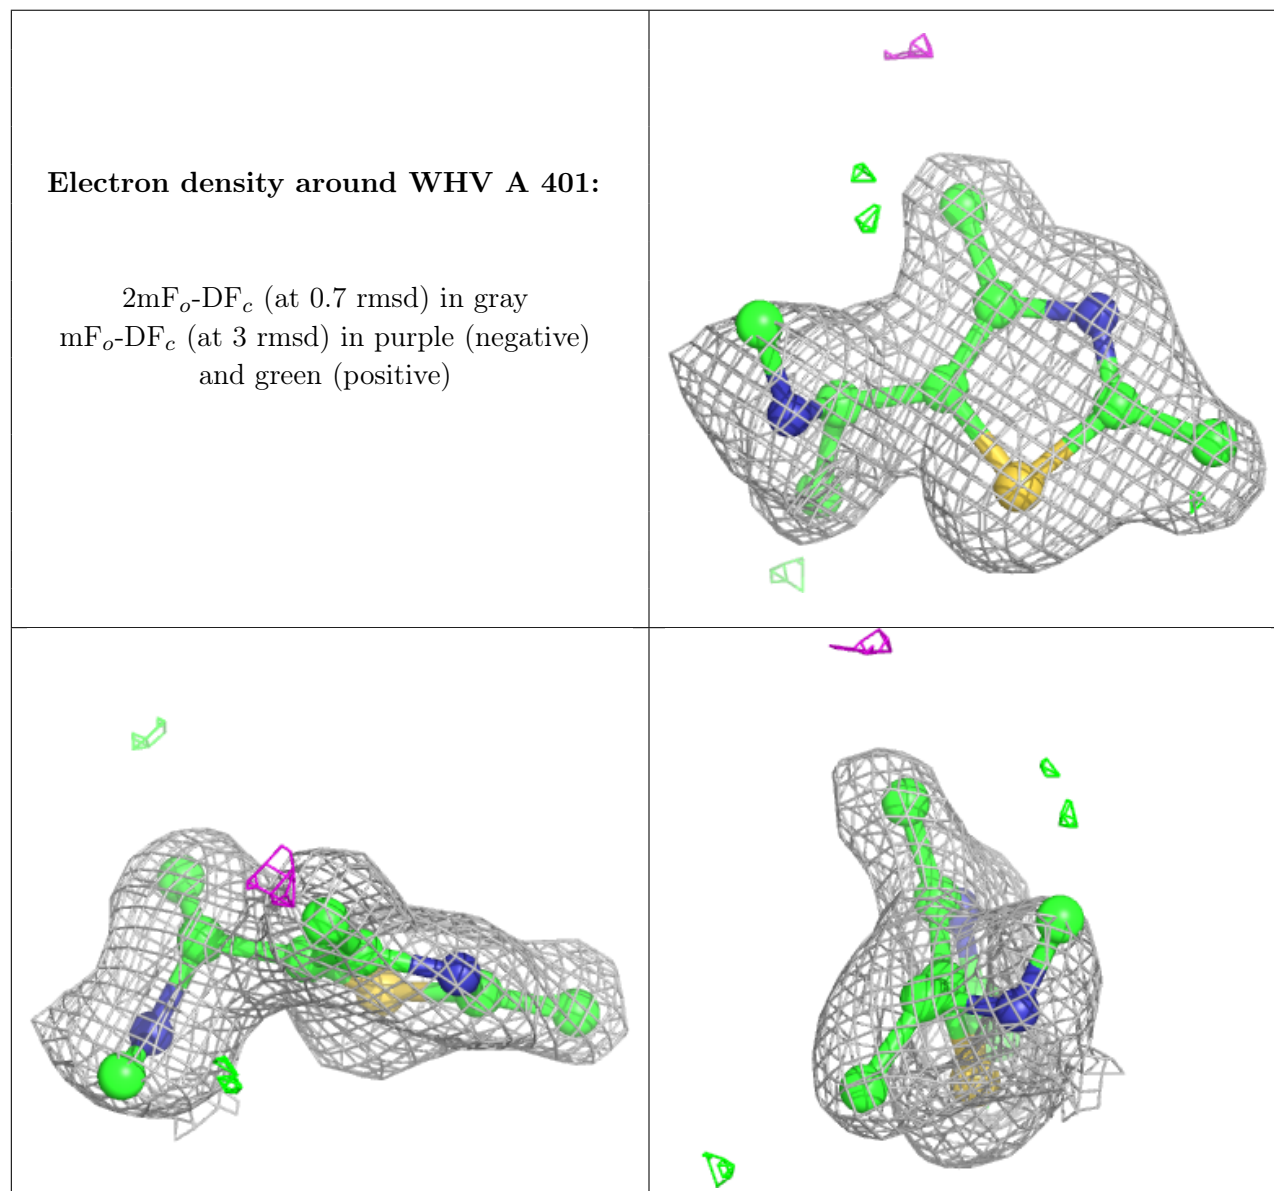 Electron density around WHV A 401:
2mFo-DFc (at 0.7 rmsd) in gray
mFo-DFc (at 3 rmsd) in purple (negative)
and green (positive)